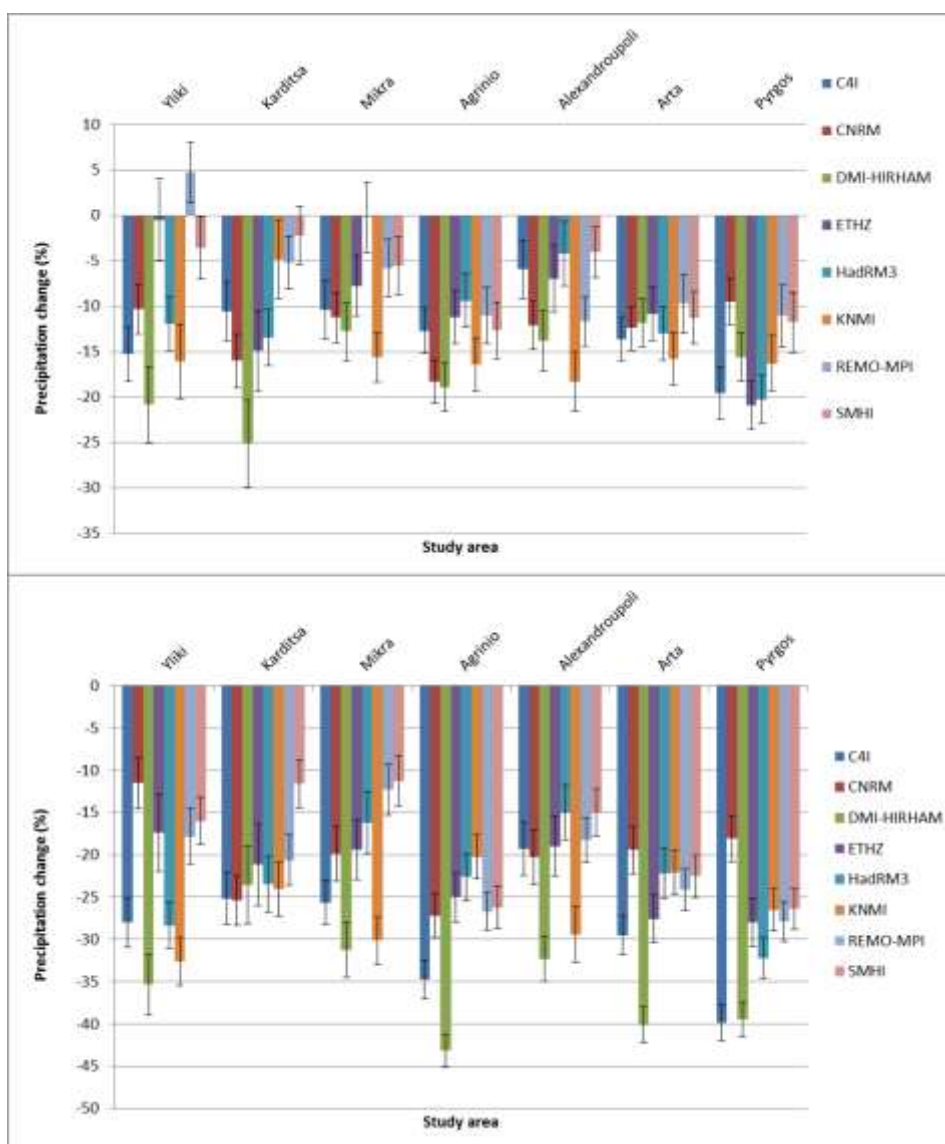 Yliki Karditsa Mikra Agrinio Alexandroupoli Arta Pyrgos
Precipitation change (%)
10
5
0
-5
-10
-15
-20
-25
-30
-35
Study area
C4I
CNRM
DMI-HIRHAM
ETHZ
HadRM3
KNMI
REMO-MPI
SMHI
Yliki Karditsa Mikra Agrinio Alexandroupoli Arta Pyrgos
Precipitation change (%)
0
-5
-10
-15
-20
-25
-30
-35
-40
-45
-50
Study area
C4I
CNRM
DMI-HIRHAM
ETHZ
HadRM3
KNMI
REMO-MPI
SMHI